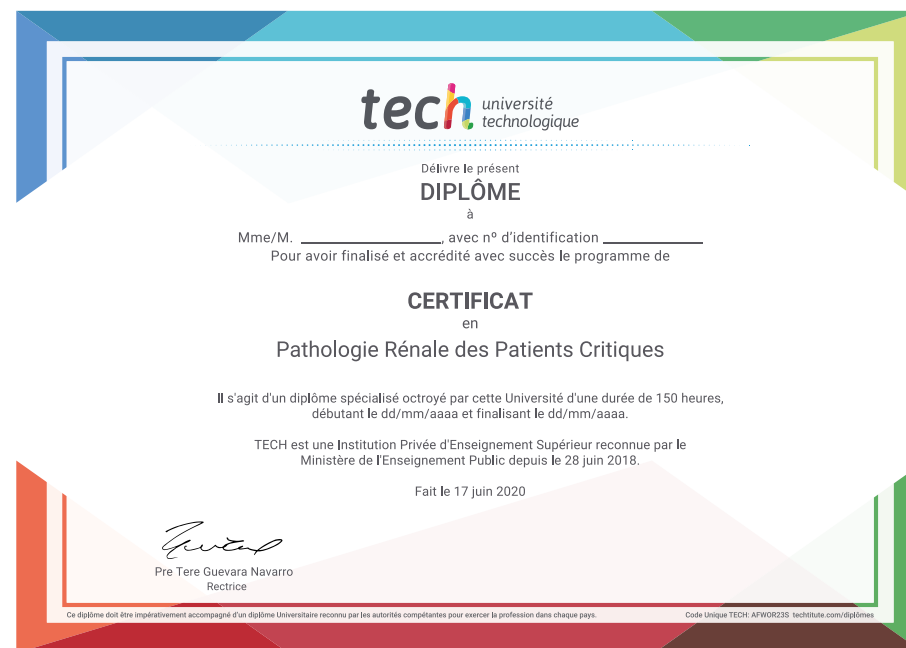 tech université
technologique
Délivre le présent
DIPLÔME
à
Mme/M. ____________________, avec nº d'identification ______________
Pour avoir finalisé et accrédité avec succès le programme de
CERTIFICAT
en
Pathologie Rénale des Patients Critiques
Il s'agit d'un diplôme spécialisé octroyé par cette Université d'une durée de 150 heures,
débutant le dd/mm/aaaa et finalisant le dd/mm/aaaa.
TECH est une Institution Privée d'Enseignement Supérieur reconnue par le
Ministère de l'Enseignement Public depuis le 28 juin 2018.
Fait le 17 juin 2020
Pre Tere Guevara Navarro
Rectrice
Ce diplôme doit être impérativement accompagné d'un diplôme Universitaire reconnu par les autorités compétentes pour exercer la profession dans chaque pays.
Code Unique TECH: AFWOR23S techtitute.com/diplômes